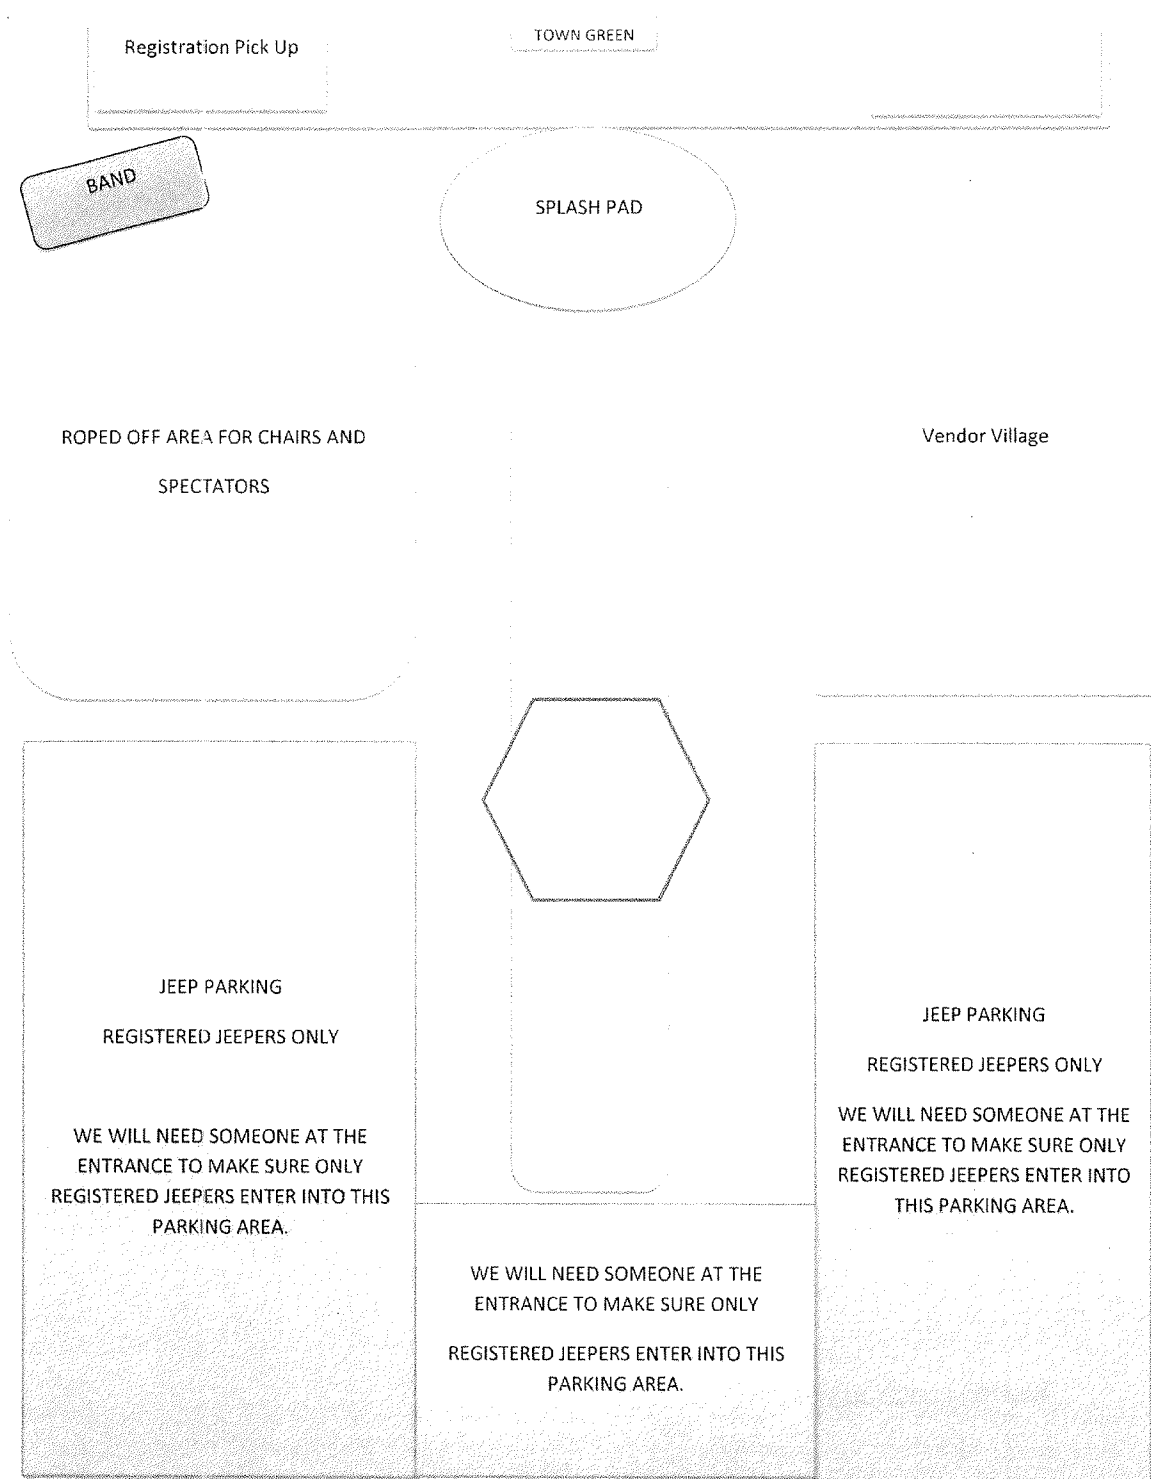 Registration Pick Up
TOWN GREEN
BAND
SPLASH PAD
ROPED OFF AREA FOR CHAIRS AND
SPECTATORS
Vendor Village
JEEP PARKING
REGISTERED JEEPERS ONLY
WE WILL NEED SOMEONE AT THE
ENTRANCE TO MAKE SURE ONLY
REGISTERED JEEPERS ENTER INTO THIS
PARKING AREA.
WE WILL NEED SOMEONE AT THE
ENTRANCE TO MAKE SURE ONLY
REGISTERED JEEPERS ENTER INTO THIS
PARKING AREA.
JEEP PARKING
REGISTERED JEEPERS ONLY
WE WILL NEED SOMEONE AT THE
ENTRANCE TO MAKE SURE ONLY
REGISTERED JEEPERS ENTER INTO
THIS PARKING AREA.